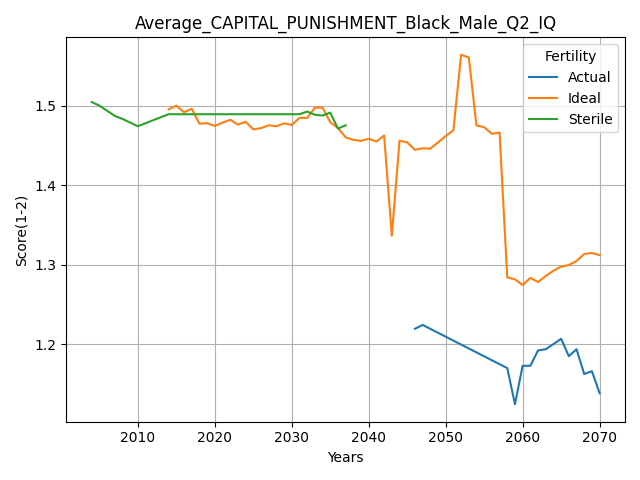 Average_CAPITAL_PUNISHMENT_Black_Male_Q2_IQ
Fertility
Actual
Ideal
Sterile
Score(1-2)
1.5
1.4
1.3
1.2
2010 2020 2030 2040 2050 2060 2070
Years